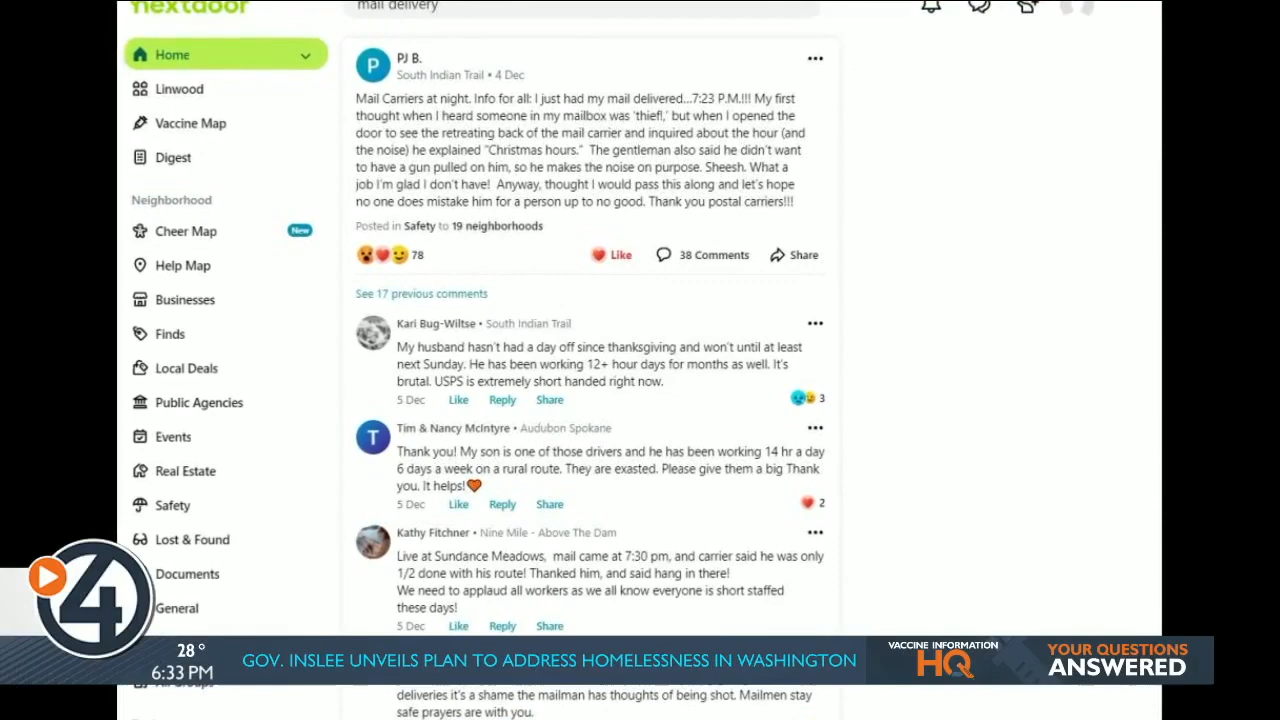 nextdoor
mail delivery
Home
Linwood
Vaccine Map
Digest
Neighborhood
Cheer Map
New
Help Map
Businesses
Finds
Local Deals
Public Agencies
Events
Real Estate
Safety
Lost & Found
Documents
General
All Groups
P
PJ B.
South Indian Trail • 4 Dec
Mail Carriers at night. Info for all: I just had my mail delivered...7:23 P.M.!!! My first
thought when I heard someone in my mailbox was 'thief!,' but when I opened the
door to see the retreating back of the mail carrier and inquired about the hour (and
the noise) he explained "Christmas hours." The gentleman also said he didn't want
to have a gun pulled on him, so he makes the noise on purpose. Sheesh. What a
job I'm glad I don't have! Anyway, thought I would pass this along and let's hope
no one does mistake him for a person up to no good. Thank you postal carriers!!!
Posted in Safety to 19 neighborhoods
78
Like
38 Comments
Share
See 17 previous comments
Kari Bug-Wiltse • South Indian Trail
My husband hasn't had a day off since thanksgiving and won't until at least
next Sunday. He has been working 12+ hour days for months as well. It's
brutal. USPS is extremely short handed right now.
5 Dec Like Reply Share
3
T
Tim & Nancy McIntyre • Audubon Spokane
Thank you! My son is one of those drivers and he has been working 14 hr a day
6 days a week on a rural route. They are exasted. Please give them a big Thank
you. It helps!
5 Dec Like Reply Share
2
Kathy Fitchner • Nine Mile - Above The Dam
Live at Sundance Meadows, mail came at 7:30 pm, and carrier said he was only
1/2 done with his route! Thanked him, and said hang in there!
We need to applaud all workers as we all know everyone is short staffed
these days!
5 Dec Like Reply Share
deliveries it's a shame the mailman has thoughts of being shot. Mailmen stay
safe prayers are with you.
4
28°
6:33 PM
GOV. INSLEE UNVEILS PLAN TO ADDRESS HOMELESSNESS IN WASHINGTON
VACCINE INFORMATION
HQ
YOUR QUESTIONS
ANSWERED